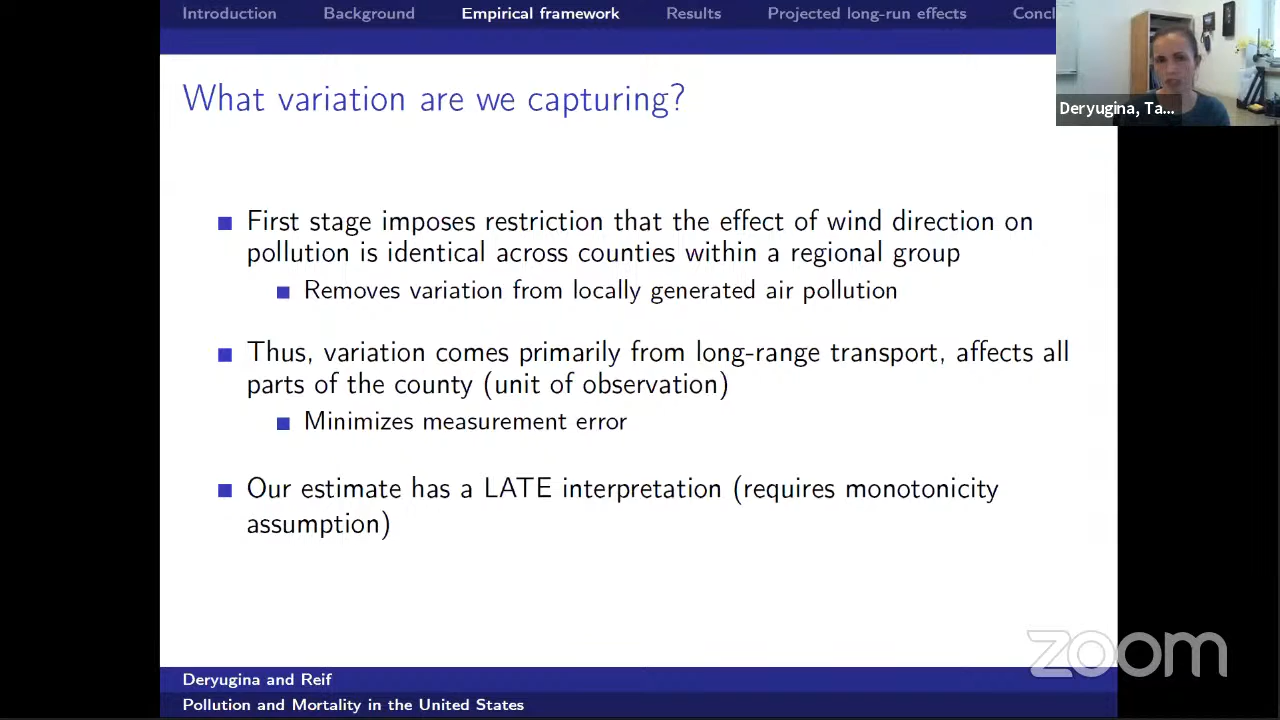 Introduction Background Empirical framework Results Projected long-run effects Concl
Deryugina, Ta...
What variation are we capturing?
First stage imposes restriction that the effect of wind direction on
pollution is identical across counties within a regional group
Removes variation from locally generated air pollution
Thus, variation comes primarily from long-range transport, affects all
parts of the county (unit of observation)
Minimizes measurement error
Our estimate has a LATE interpretation (requires monotonicity
assumption)
zoom
Deryugina and Reif
Pollution and Mortality in the United States